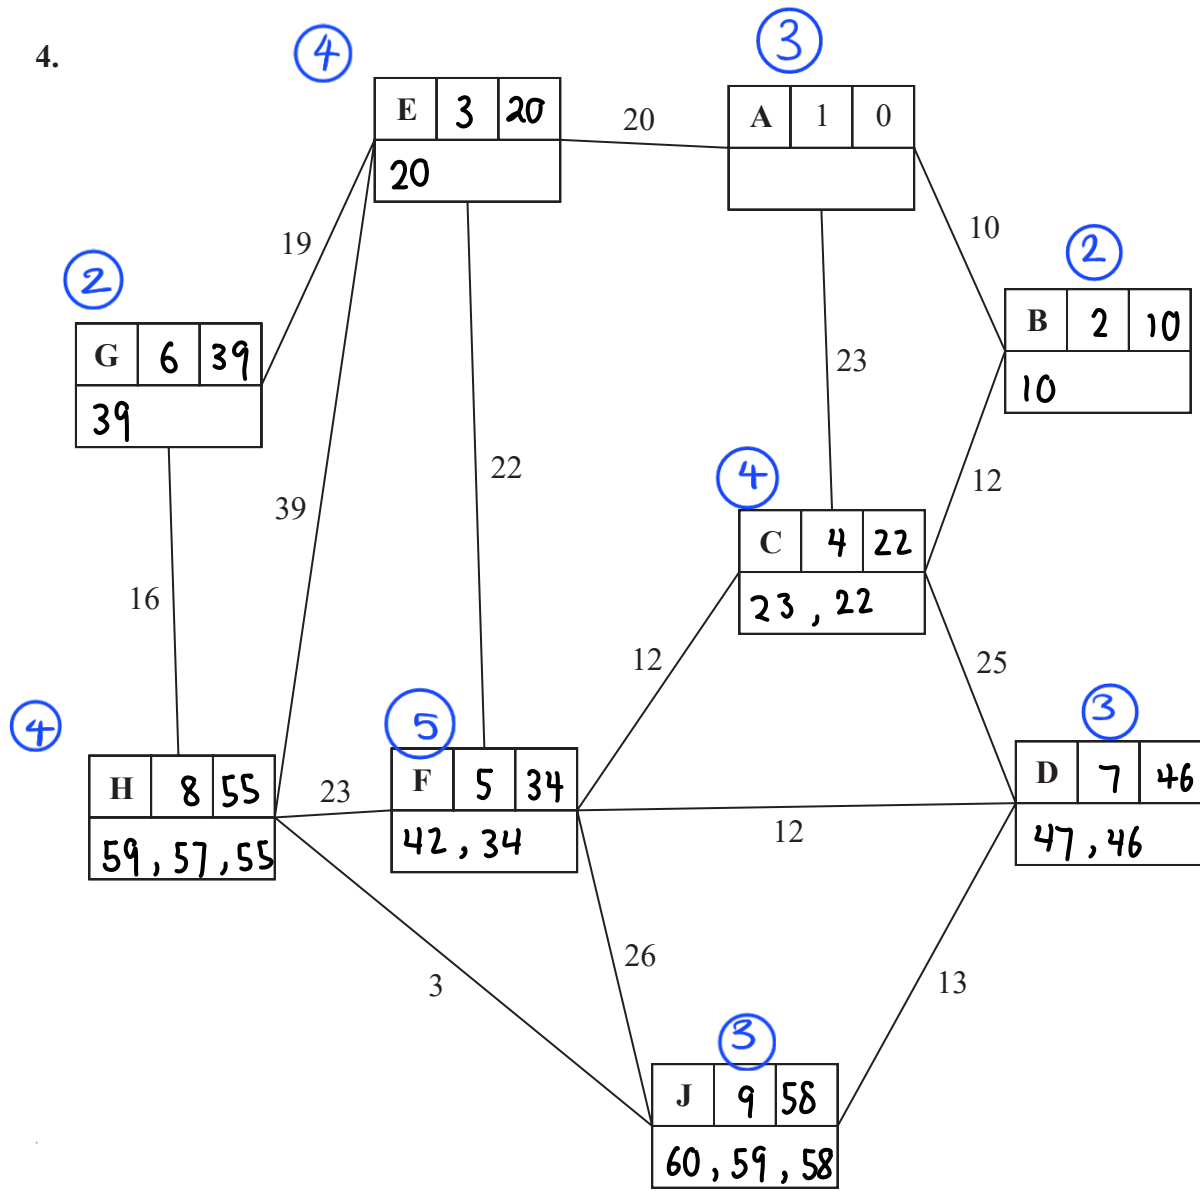 4.
④
③
E 3 20
20
20
A 1 0
10
19
②
②
B 2 10
10
G 6 39
39
23
22
12
39
④
C 4 22
23 , 22
16
12
25
④
⑤
③
H 8 55
59 , 57 , 55
23
F 5 34
42 , 34
12
D 7 46
47 , 46
26
3
13
③
J 9 58
60 , 59 , 58